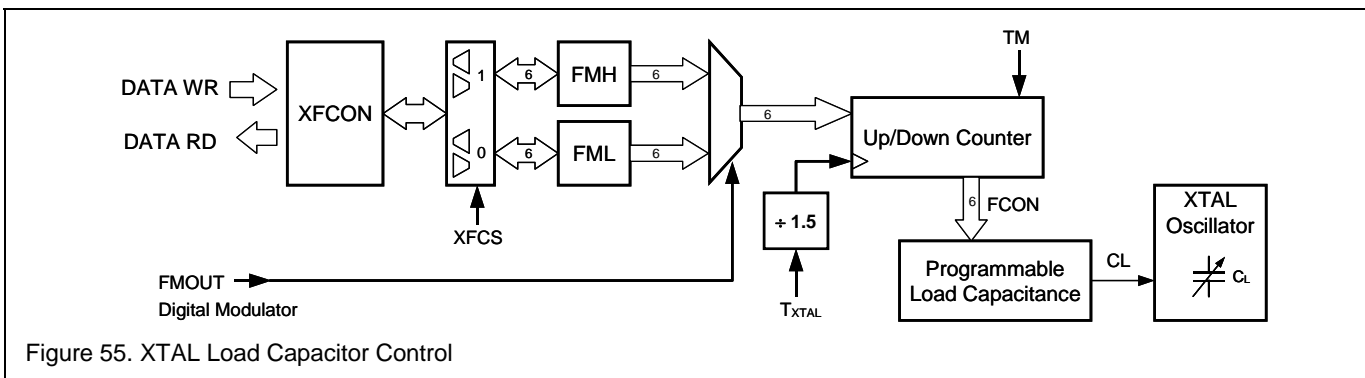 TM
DATA WR
DATA RD
XFCON
1
0
XFCS
6
FMH
6
6
FML
6
6
Up/Down Counter
÷ 1.5
TXTAL
6
FCON
Programmable
Load Capacitance
CL
XTAL
Oscillator
CL
FMOUT
Digital Modulator
Figure 55. XTAL Load Capacitor Control